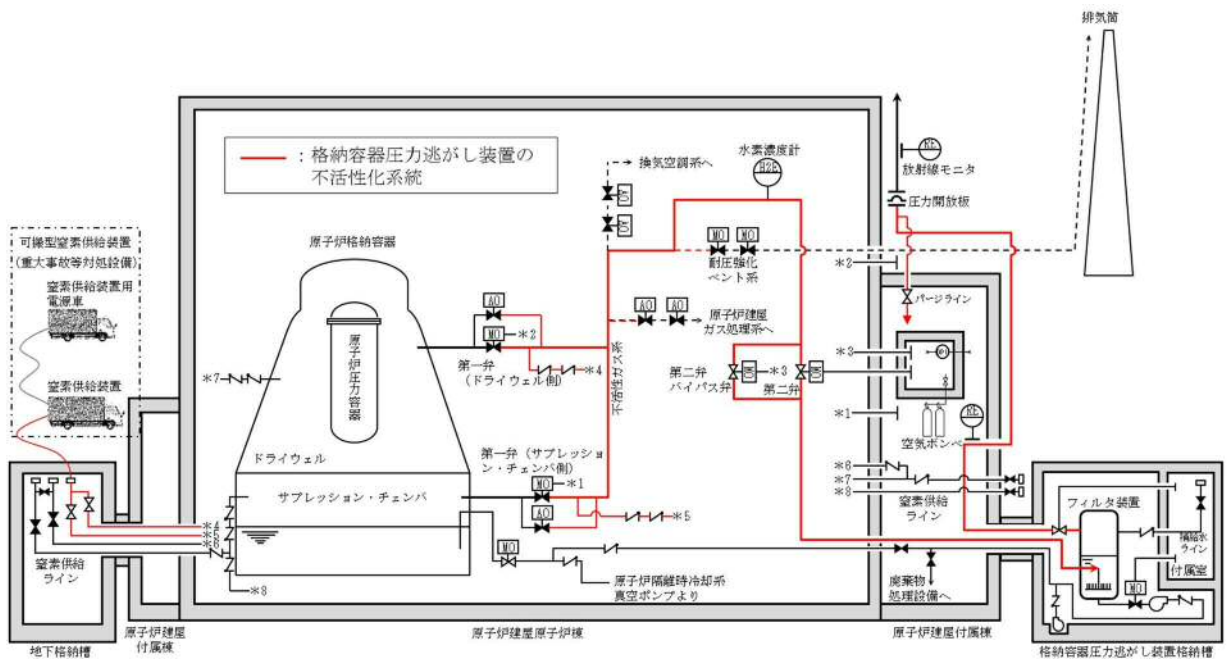 排気筒
━━ :格納容器圧力逃がし装置の
不活性化系統
換気空調系へ
AO
AO
水素濃度計
H2E
RE
放射線モニタ
圧力開放板
可搬型窒素供給装置
(重大事故等対処設備)
窒素供給装置用
電源車
窒素供給装置
原子炉格納容器
原子炉圧力容器
ドライウェル
サプレッション・チェンバ
*7
AO
MO
*2
第一弁
(ドライウェル側)
*4
不活性ガス系
MO
MO
耐圧強化
ベント系
AO
AO
原子炉建屋
ガス処理系へ
*2
パージライン
第二弁
バイパス弁
MO
*3
第二弁
MO
*3
*1
空気ボンベ
RE
第一弁(サプレッショ
ン・チェンバ側)
MO
*1
AO
*5
*6
*7
*8
窒素供給
ライン
フィルタ装置
補給水
ライン
付属室
MO
*4
*5
*6
窒素供給
ライン
*8
MO
原子炉隔離時冷却系
真空ポンプより
廃棄物
処理設備へ
地下格納槽
原子炉建屋
付属棟
原子炉建屋原子炉棟
原子炉建屋付属棟
格納容器圧力逃がし装置格納槽